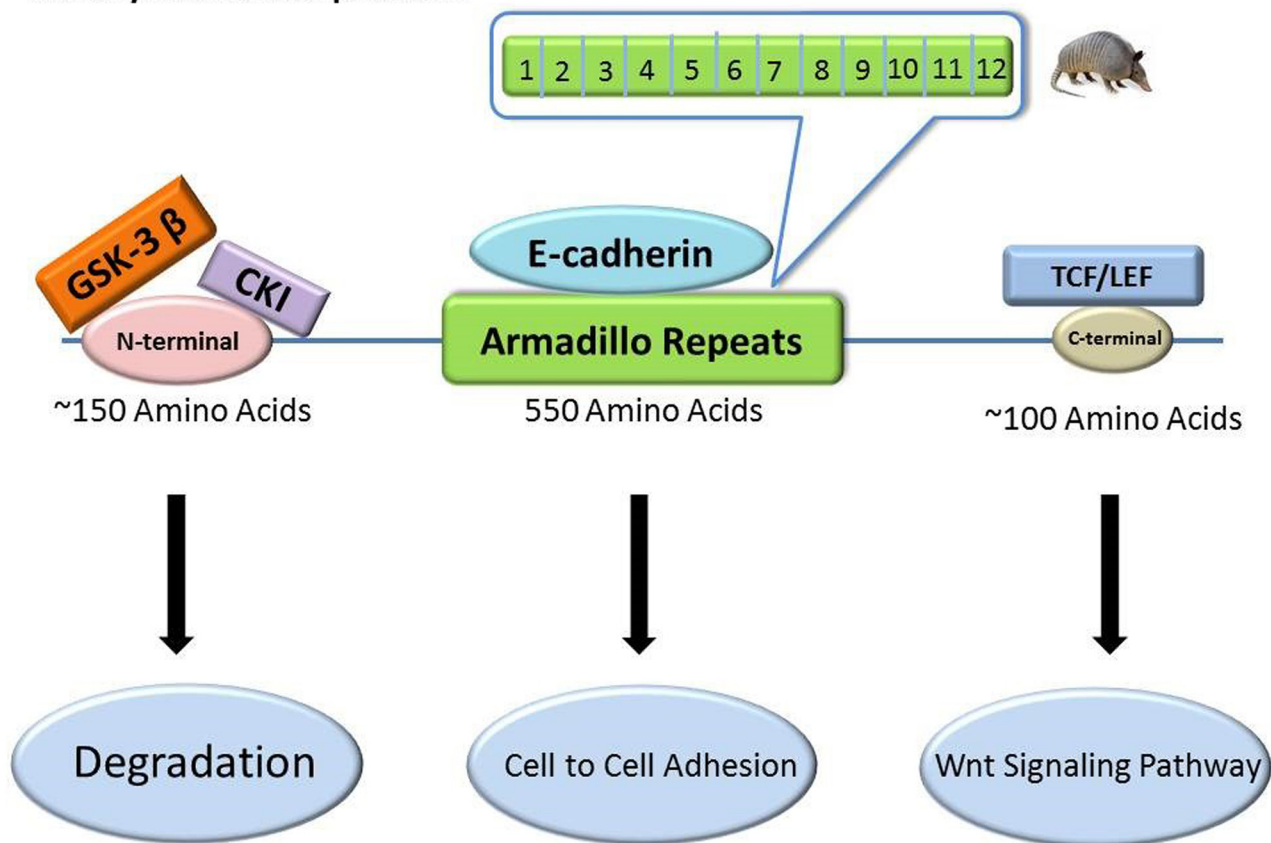 1 2 3 4 5 6 7 8 9 10 11 12
GSK-3 β
CKI
E-cadherin
TCF/LEF
N-terminal
Armadillo Repeats
C-terminal
~150 Amino Acids
550 Amino Acids
~100 Amino Acids
Degradation
Cell to Cell Adhesion
Wnt Signaling Pathway